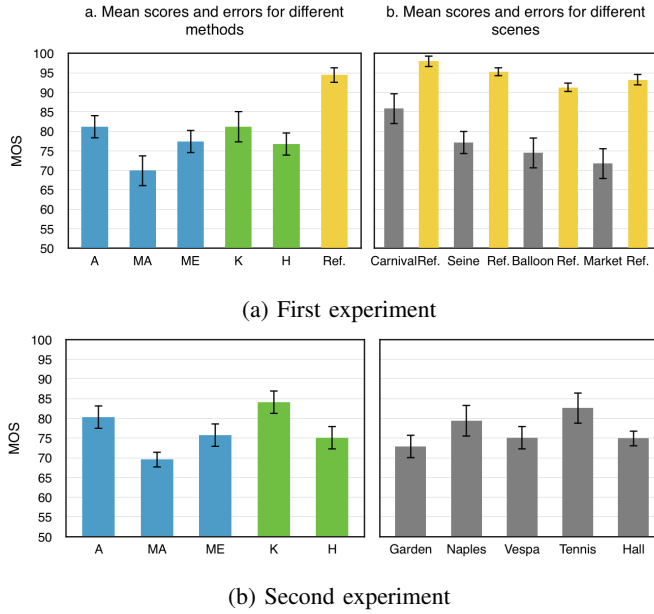 a. Mean scores and errors for different
methods
b. Mean scores and errors for different
scenes
MOS
100
95
90
85
80
75
70
65
60
55
50
A MA ME K H Ref.
Carnival Ref. Seine Ref. Balloon Ref. Market Ref.
(a) First experiment
MOS
100
95
90
85
80
75
70
65
60
55
50
A MA ME K H
Garden Naples Vespa Tennis Hall
(b) Second experiment